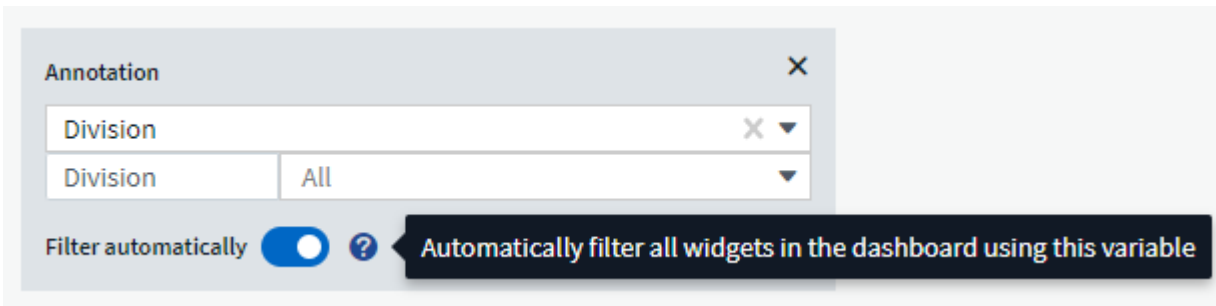 Annotation
Division
Division All
Filter automatically Automatically filter all widgets in the dashboard using this variable